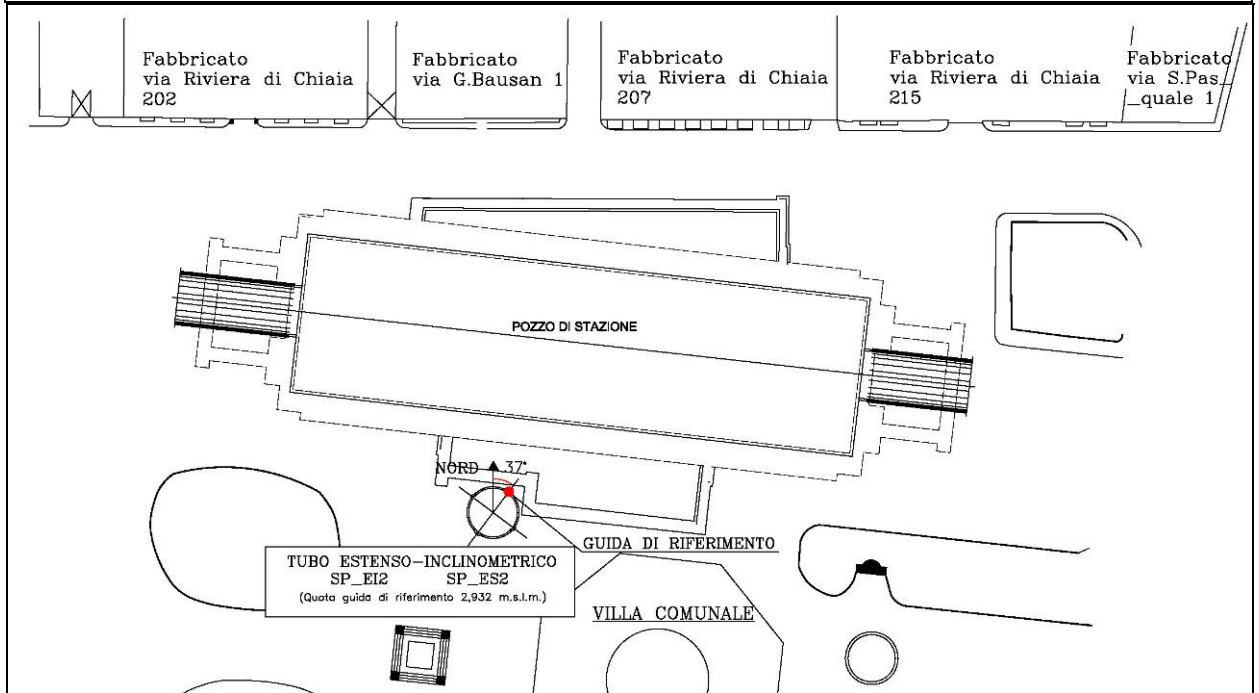 Fabbricato
via Riviera di Chiaia
202
Fabbricato
via G.Bausan 1
Fabbricato
via Riviera di Chiaia
207
Fabbricato
via Riviera di Chiaia
215
Fabbricato
via S.Pas_
_quale 1
POZZO DI STAZIONE
NORD 37°
GUIDA DI RIFERIMENTO
TUBO ESTENSO-INCLINOMETRICO
SP_EI2 SP_ES2
(Quota guida di riferimento 2,932 m.s.l.m.)
VILLA COMUNALE